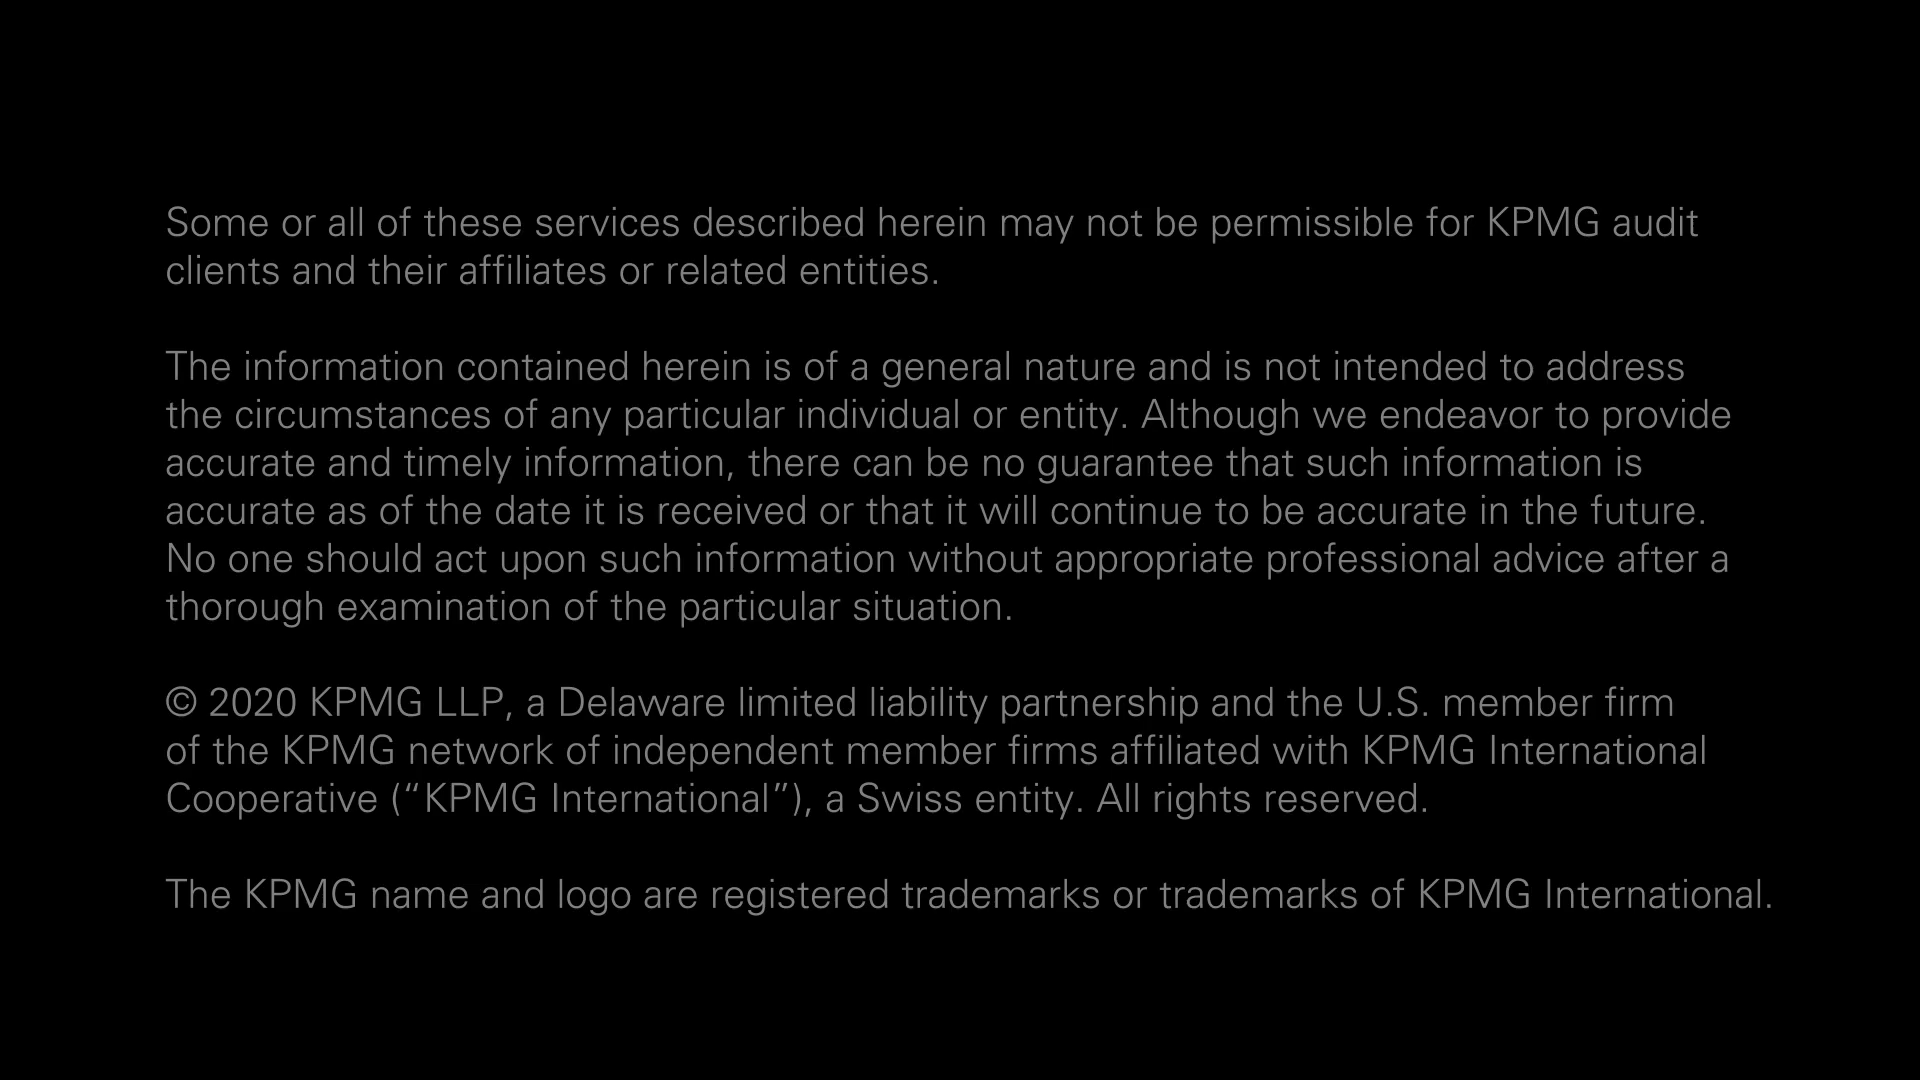 Some or all of these services described herein may not be permissible for KPMG audit
clients and their affiliates or related entities.
The information contained herein is of a general nature and is not intended to address
the circumstances of any particular individual or entity. Although we endeavor to provide
accurate and timely information, there can be no guarantee that such information is
accurate as of the date it is received or that it will continue to be accurate in the future.
No one should act upon such information without appropriate professional advice after a
thorough examination of the particular situation.
© 2020 KPMG LLP, a Delaware limited liability partnership and the U.S. member firm
of the KPMG network of independent member firms affiliated with KPMG International
Cooperative (“KPMG International”), a Swiss entity. All rights reserved.
The KPMG name and logo are registered trademarks or trademarks of KPMG International.